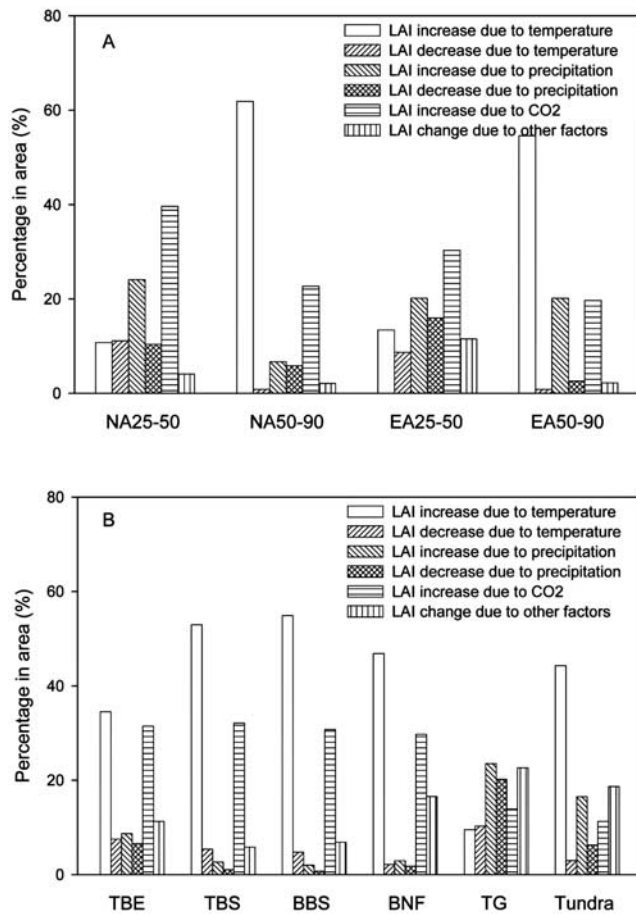 80
A
LAI increase due to temperature
LAI decrease due to temperature
LAI increase due to precipitation
LAI decrease due to precipitation
LAI increase due to CO2
LAI change due to other factors
60
40
20
0
Percentage in area (%)
NA25-50 NA50-90 EA25-50 EA50-90
80
B
LAI increase due to temperature
LAI decrease due to temperature
LAI increase due to precipitation
LAI decrease due to precipitation
LAI increase due to CO2
LAI change due to other factors
60
40
20
0
Percentage in area (%)
TBE TBS BBS BNF TG Tundra